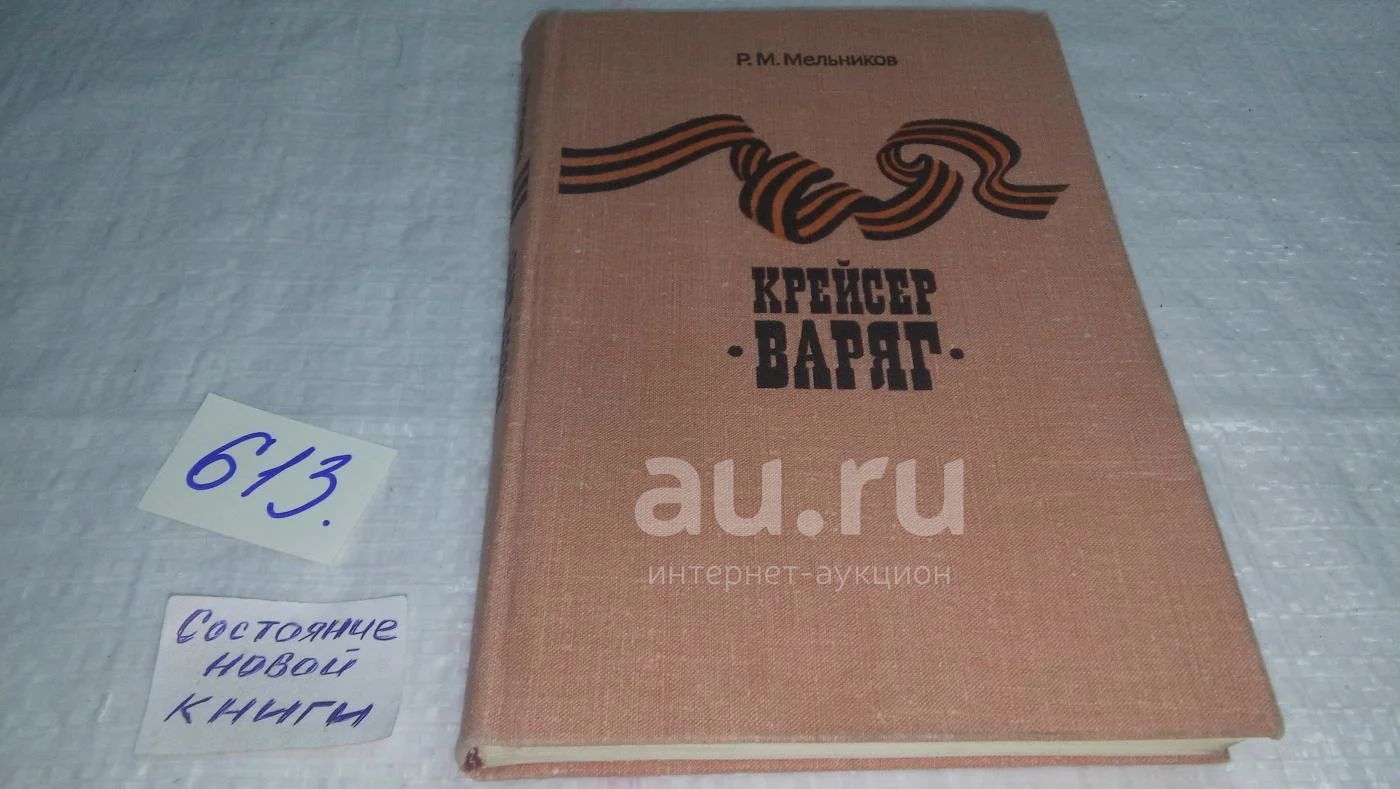 Р. М. Мельников
КРЕЙСЕР
·ВАРЯГ·
au.ru
интернет-аукцион
613.
Состояние
новой
книги